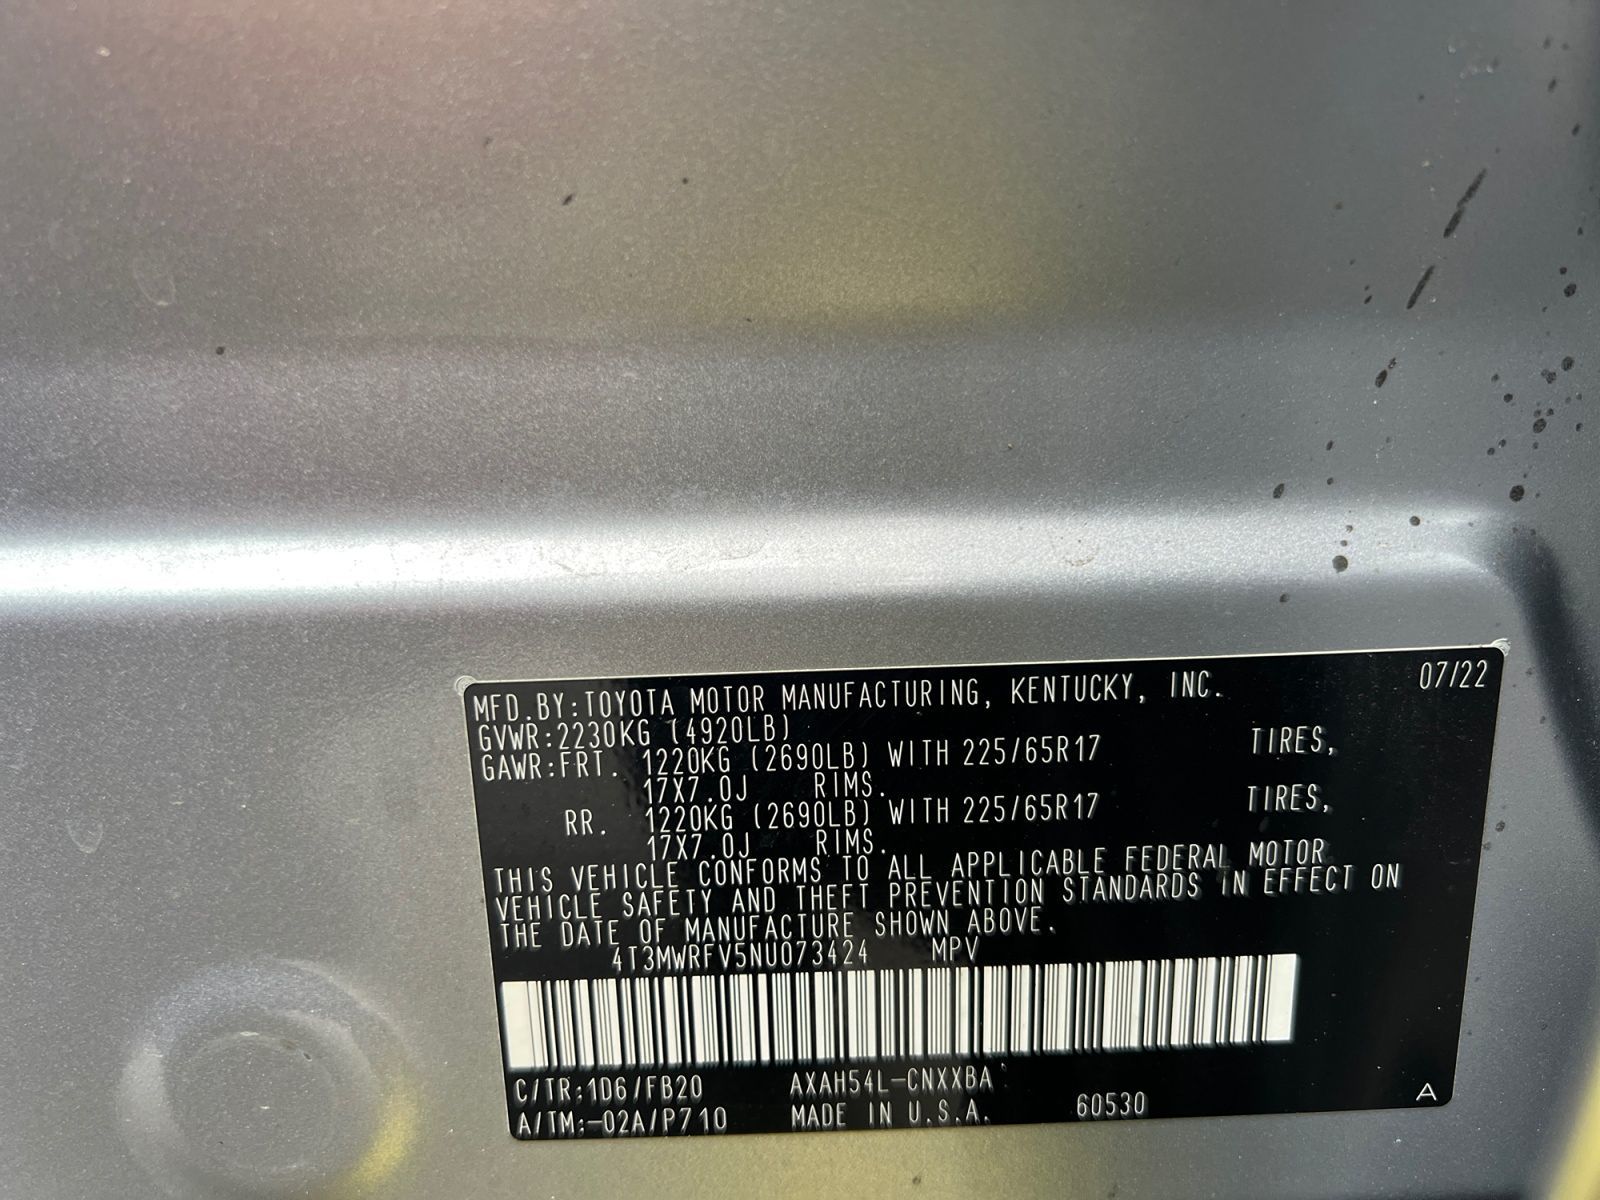 07/22
MFD.BY:TOYOTA MOTOR MANUFACTURING, KENTUCKY, INC.
GVWR:2230KG (4920LB)
GAWR:FRT. 1220KG (2690LB) WITH 225/65R17 TIRES,
17X7.0J RIMS.
RR. 1220KG (2690LB) WITH 225/65R17 TIRES,
17X7.0J RIMS.
THIS VEHICLE CONFORMS TO ALL APPLICABLE FEDERAL MOTOR
VEHICLE SAFETY AND THEFT PREVENTION STANDARDS IN EFFECT ON
THE DATE OF MANUFACTURE SHOWN ABOVE.
4T3MWRFV5NU073424 MPV
C/TR:1D6/FB20 AXAH54L-CNXXBA
A/TM:-02A/P710 MADE IN U.S.A. 60530 A